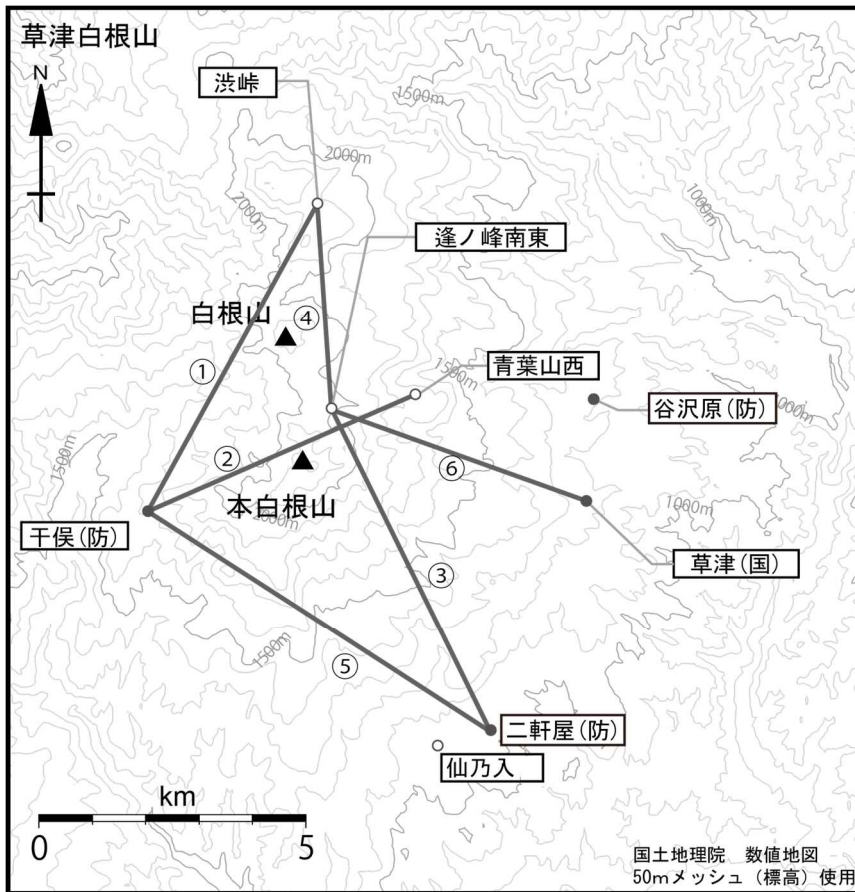 草津白根山
N
渋峠
1500m
2000m
2000m
1000m
逢ノ峰南東
白根山
④
青葉山西
1500m
①
谷沢原(防)
1000m
1500m
②
⑥
本白根山
2000m
1000m
干俣(防)
草津(国)
③
1500m
⑤
二軒屋(防)
仙乃入
km
0 5
国土地理院 数値地図
50mメッシュ(標高)使用